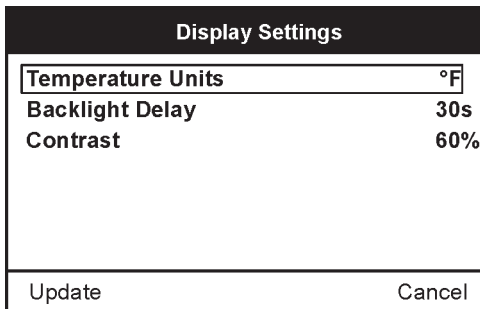 Display Settings
Temperature Units °F
Backlight Delay 30s
Contrast 60%
Update Cancel